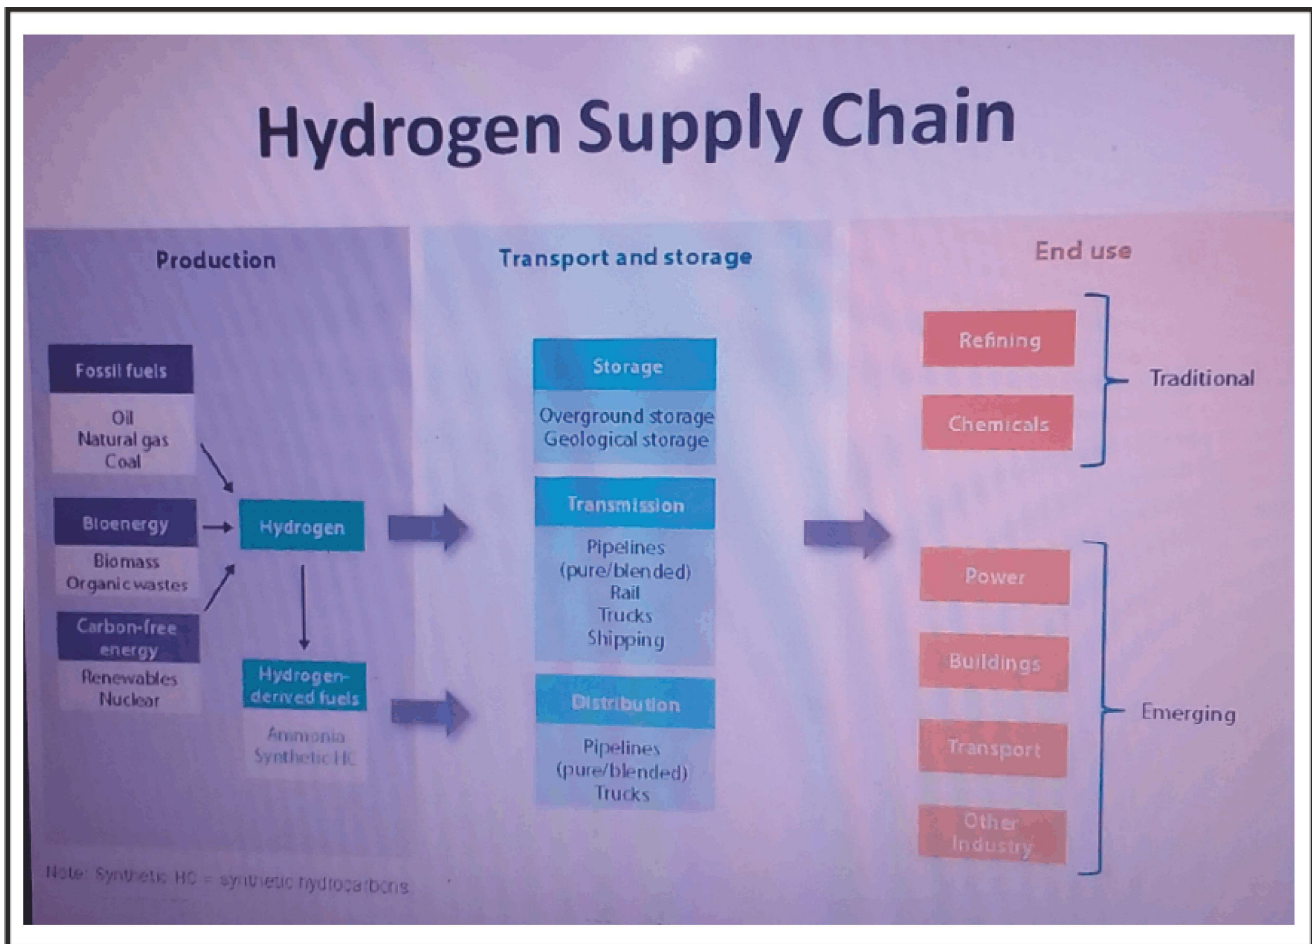 Hydrogen Supply Chain
Production
Fossil fuels
Oil
Natural gas
Coal
Bioenergy
Biomass
Organic wastes
Carbon-free
energy
Renewables
Nuclear
Hydrogen
Hydrogen-
derived fuels
Ammonia
Synthetic HC
Note: Synthetic HC = synthetic hydrocarbons.
Transport and storage
Storage
Overground storage
Geological storage
Transmission
Pipelines
(pure/blended)
Rail
Trucks
Shipping
Distribution
Pipelines
(pure/blended)
Trucks
End use
Refining
Chemicals
Traditional
Power
Buildings
Transport
Other
Industry
Emerging